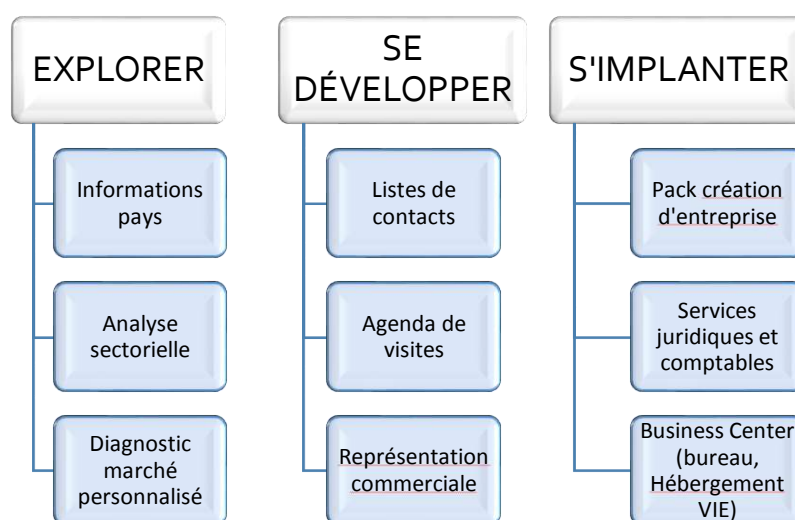 EXPLORER
Informations
pays
Analyse
sectorielle
Diagnostic
marché
personnalisé
SE
DÉVELOPPER
Listes de
contacts
Agenda de
visites
Représentation
commerciale
S'IMPLANTER
Pack création
d'entreprise
Services
juridiques et
comptables
Business Center
(bureau,
Hébergement
VIE)